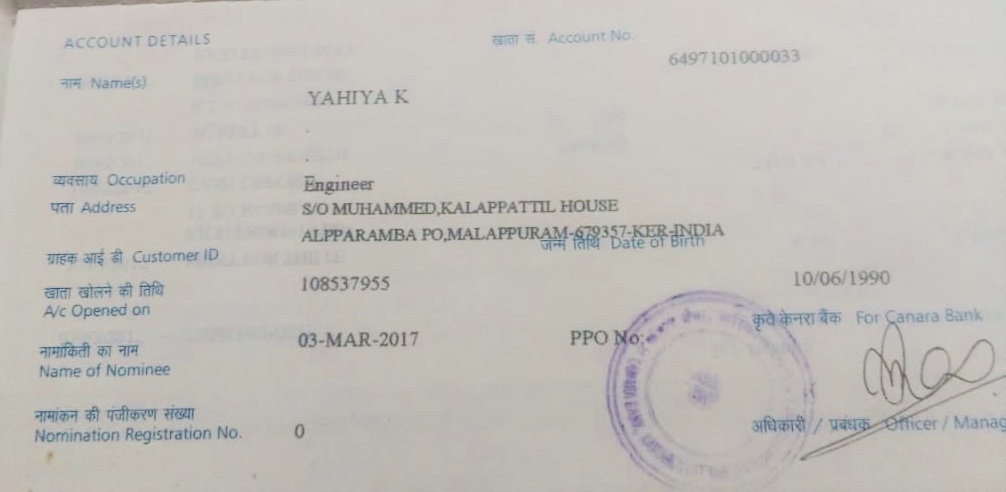 ACCOUNT DETAILS
खाता सं. Account No.
6497101000033
नाम Name(s)
YAHIYA K
व्यवसाय Occupation
Engineer
पता Address
S/O MUHAMMED,KALAPPATTIL HOUSE
ALPPARAMBA PO,MALAPPURAM-679357-KER-INDIA
जन्म तिथि Date of Birth
ग्राहक आई डी Customer ID
108537955
10/06/1990
खाता खोलने की तिथि
A/c Opened on
03-MAR-2017
PPO No:
कृते केनरा बैंक For Canara Bank
नामांकिती का नाम
Name of Nominee
नामांकन की पंजीकरण संख्या
Nomination Registration No. 0
अधिकारी / प्रबंधक Officer / Manag